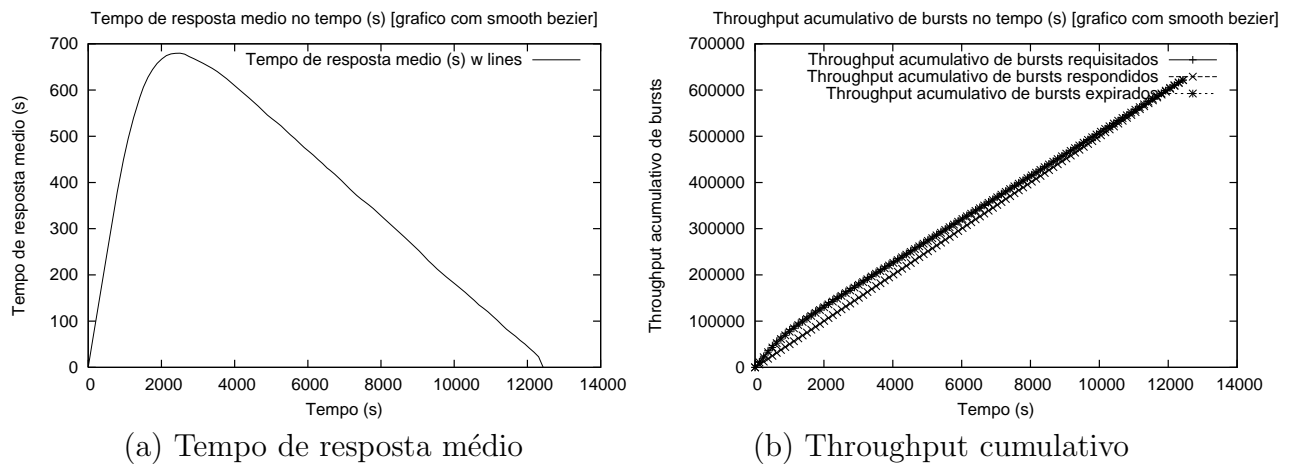 Tempo de resposta medio no tempo (s) [grafico com smooth bezier]
700
600
500
400
300
200
100
0
Tempo de resposta medio (s)
Tempo de resposta medio (s) w lines
0 2000 4000 6000 8000 10000 12000 14000
Tempo (s)
(a) Tempo de resposta médio
Throughput acumulativo de bursts no tempo (s) [grafico com smooth bezier]
700000
600000
500000
400000
300000
200000
100000
0
Throughput acumulativo de bursts
Throughput acumulativo de bursts requisitados
Throughput acumulativo de bursts respondidos
Throughput acumulativo de bursts expirados
0 2000 4000 6000 8000 10000 12000 14000
Tempo (s)
(b) Throughput cumulativo